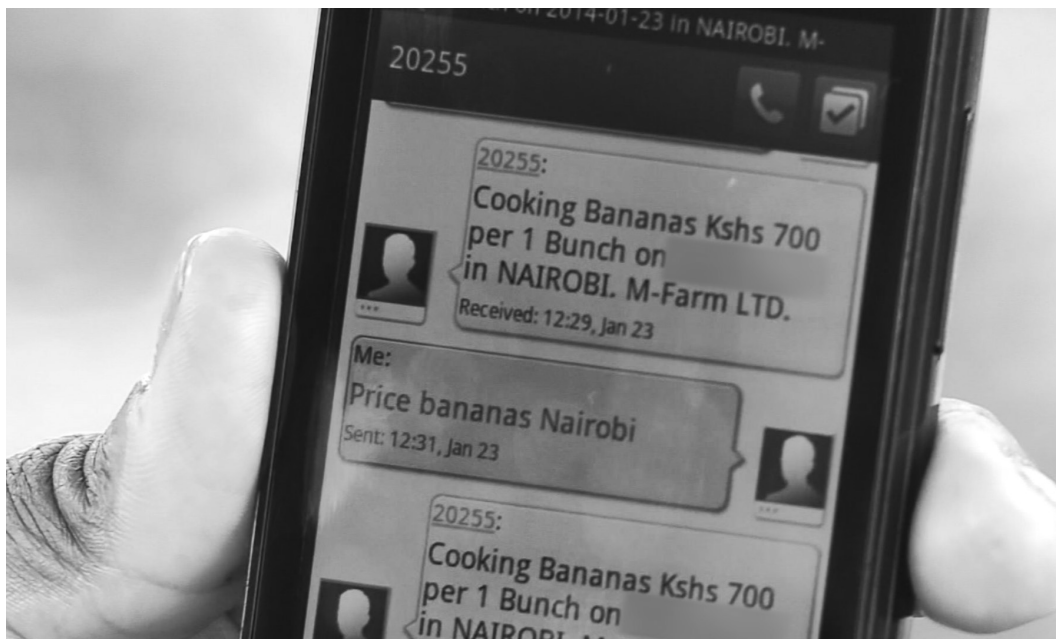 on 2014-01-23 in NAIROBI. M-
20255
20255:
Cooking Bananas Kshs 700
per 1 Bunch on
in NAIROBI. M-Farm LTD.
Received: 12:29, Jan 23
Me:
Price bananas Nairobi
Sent: 12:31, Jan 23
20255:
Cooking Bananas Kshs 700
per 1 Bunch on
in NAIROBI. M